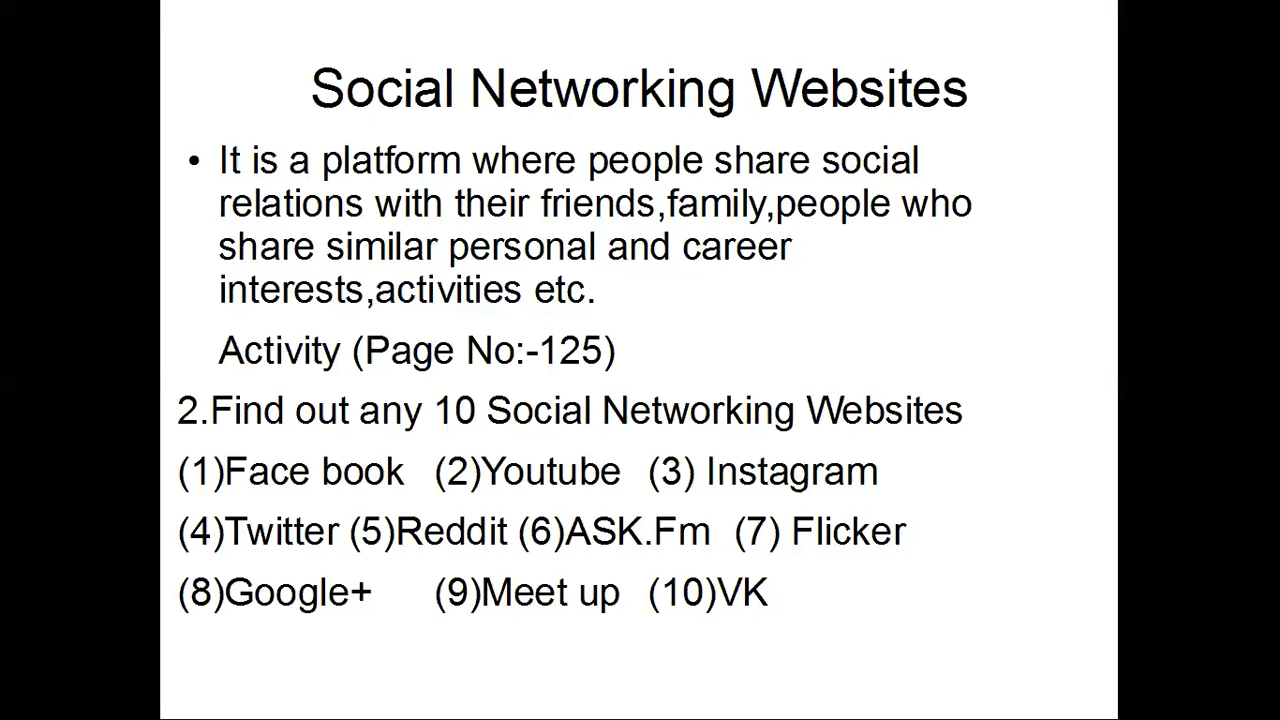 Social Networking Websites
• It is a platform where people share social
relations with their friends,family,people who
share similar personal and career
interests,activities etc.
Activity (Page No:-125)
2.Find out any 10 Social Networking Websites
(1)Face book (2)Youtube (3) Instagram
(4)Twitter (5)Reddit (6)ASK.Fm (7) Flicker
(8)Google+ (9)Meet up (10)VK